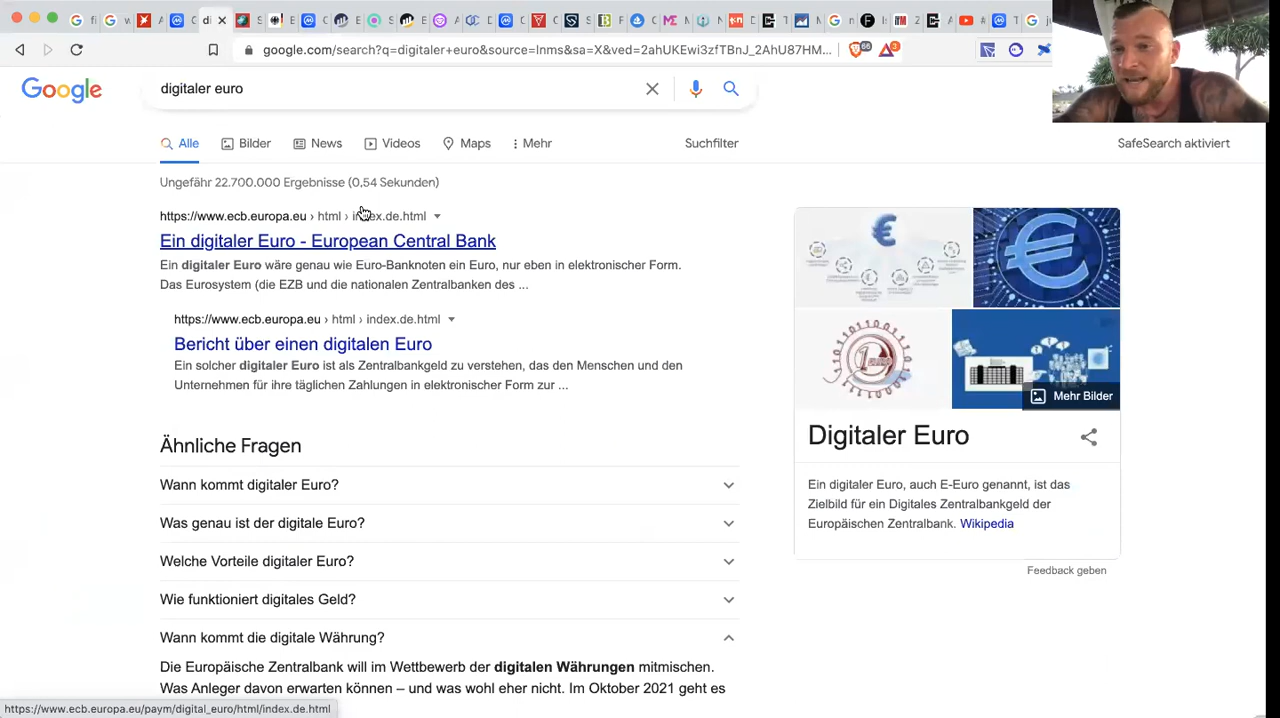 google.com/search?q=digitaler+euro&source=lnms&sa=X&ved=2ahUKEwi3zfTBnJ_2AhU87HM...
66
3
Google
digitaler euro
Alle
Bilder
News
Videos
Maps
Mehr
Suchfilter
SafeSearch aktiviert
Ungefähr 22.700.000 Ergebnisse (0,54 Sekunden)
https://www.ecb.europa.eu › html › index.de.html
Ein digitaler Euro - European Central Bank
Ein digitaler Euro wäre genau wie Euro-Banknoten ein Euro, nur eben in elektronischer Form.
Das Eurosystem (die EZB und die nationalen Zentralbanken des ...
https://www.ecb.europa.eu › html › index.de.html
Bericht über einen digitalen Euro
Ein solcher digitaler Euro ist als Zentralbankgeld zu verstehen, das den Menschen und den
Unternehmen für ihre täglichen Zahlungen in elektronischer Form zur ...
Ähnliche Fragen
Wann kommt digitaler Euro?
Was genau ist der digitale Euro?
Welche Vorteile digitaler Euro?
Wie funktioniert digitales Geld?
Wann kommt die digitale Währung?
Die Europäische Zentralbank will im Wettbewerb der digitalen Währungen mitmischen.
Was Anleger davon erwarten können – und was wohl eher nicht. Im Oktober 2021 geht es
Mehr Bilder
Digitaler Euro
Ein digitaler Euro, auch E-Euro genannt, ist das
Zielbild für ein Digitales Zentralbankgeld der
Europäischen Zentralbank. Wikipedia
Feedback geben
https://www.ecb.europa.eu/paym/digital_euro/html/index.de.html